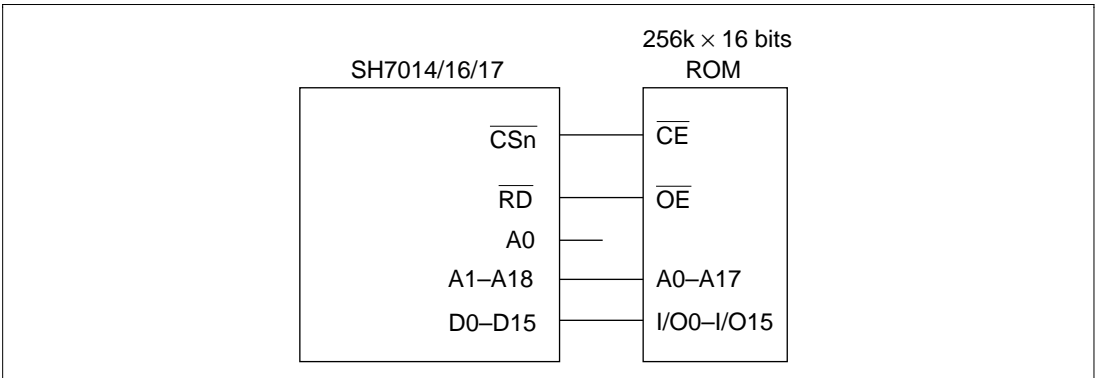 256k × 16 bits
SH7014/16/17 ROM
CSn CE
RD OE
A0
A1–A18 A0–A17
D0–D15 I/O0–I/O15